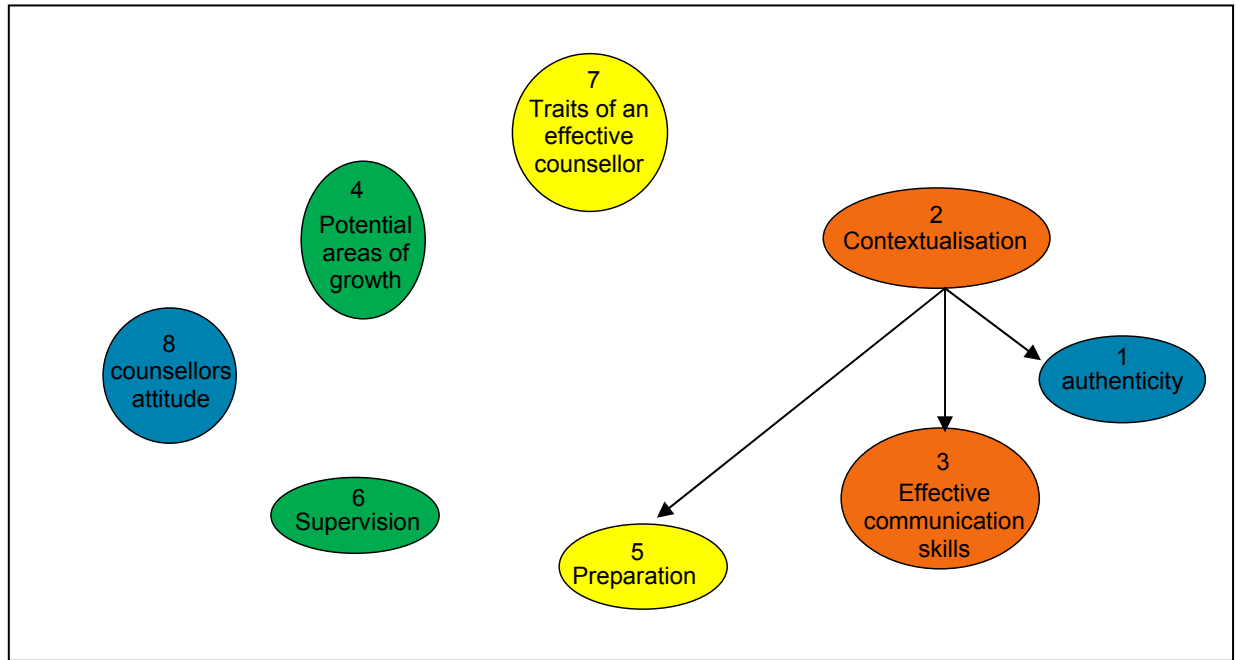 7
Traits of an
effective
counsellor
4
Potential
areas of
growth
2
Contextualisation
8
counsellors
attitude
1
authenticity
3
Effective
communication
skills
6
Supervision
5
Preparation